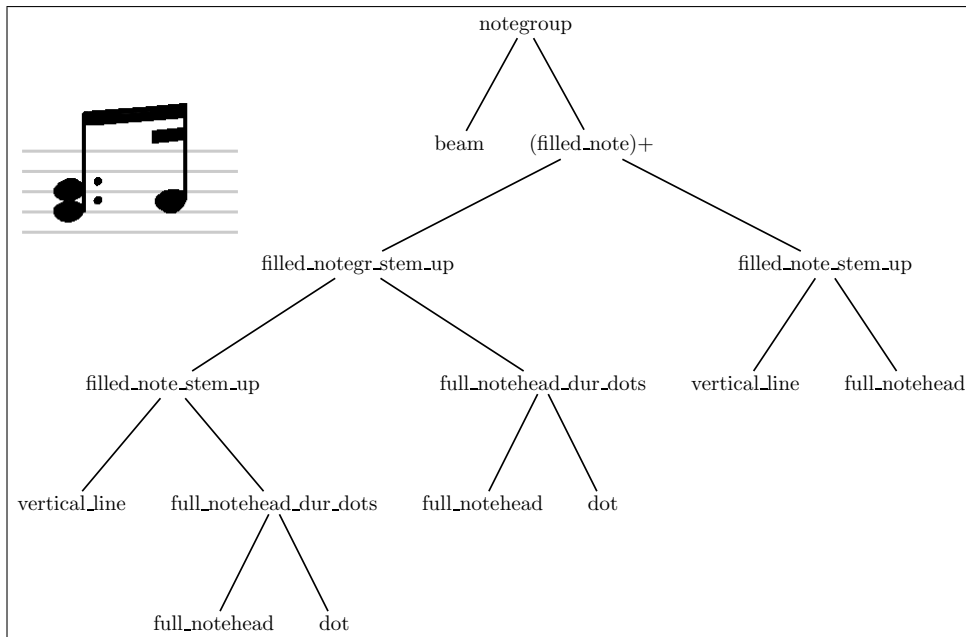 notegroup
beam (filled_note)+
filled_notegr_stem_up filled_note_stem_up
filled_note_stem_up full_notehead_dur_dots vertical_line full_notehead
vertical_line full_notehead_dur_dots full_notehead dot
full_notehead dot